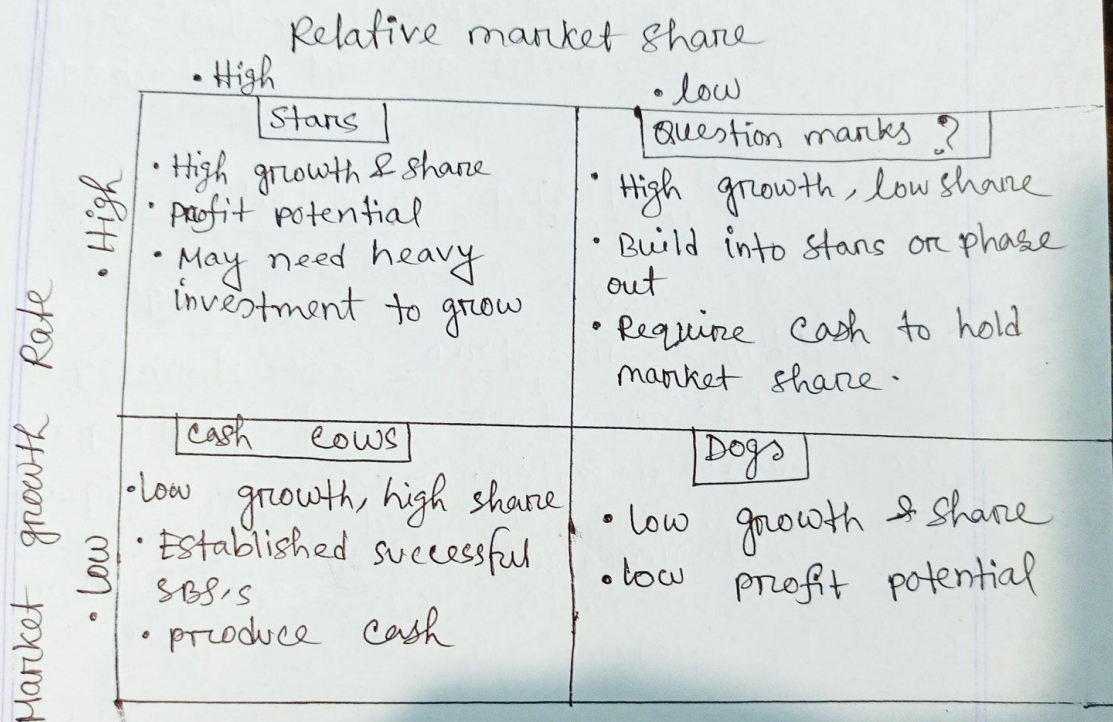 Relative market share
• High
• low
Stars
• High growth & share
• Profit potential
• May need heavy
investment to grow
Question marks ?
• High growth, low share
• Build into stars or phase
out
• Require cash to hold
market share.
Market growth Rate
• High
• Low
Cash cows
• Low growth, high share
• Established successful
SBS,s
• produce cash
Dogs
• low growth & share
• low profit potential